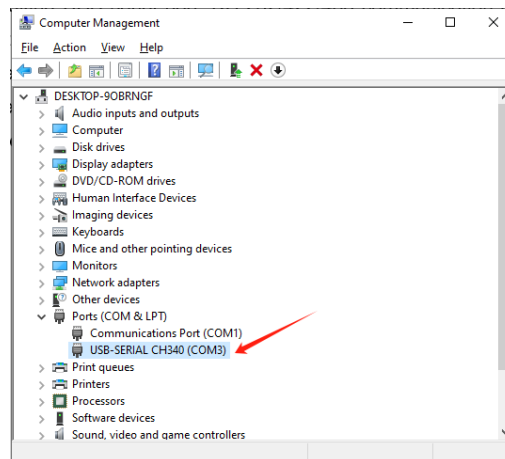 Computer Management
File Action View Help
DESKTOP-9OBRNGF
Audio inputs and outputs
Computer
Disk drives
Display adapters
DVD/CD-ROM drives
Human Interface Devices
Imaging devices
Keyboards
Mice and other pointing devices
Monitors
Network adapters
Other devices
Ports (COM & LPT)
Communications Port (COM1)
USB-SERIAL CH340 (COM3)
Print queues
Printers
Processors
Software devices
Sound, video and game controllers